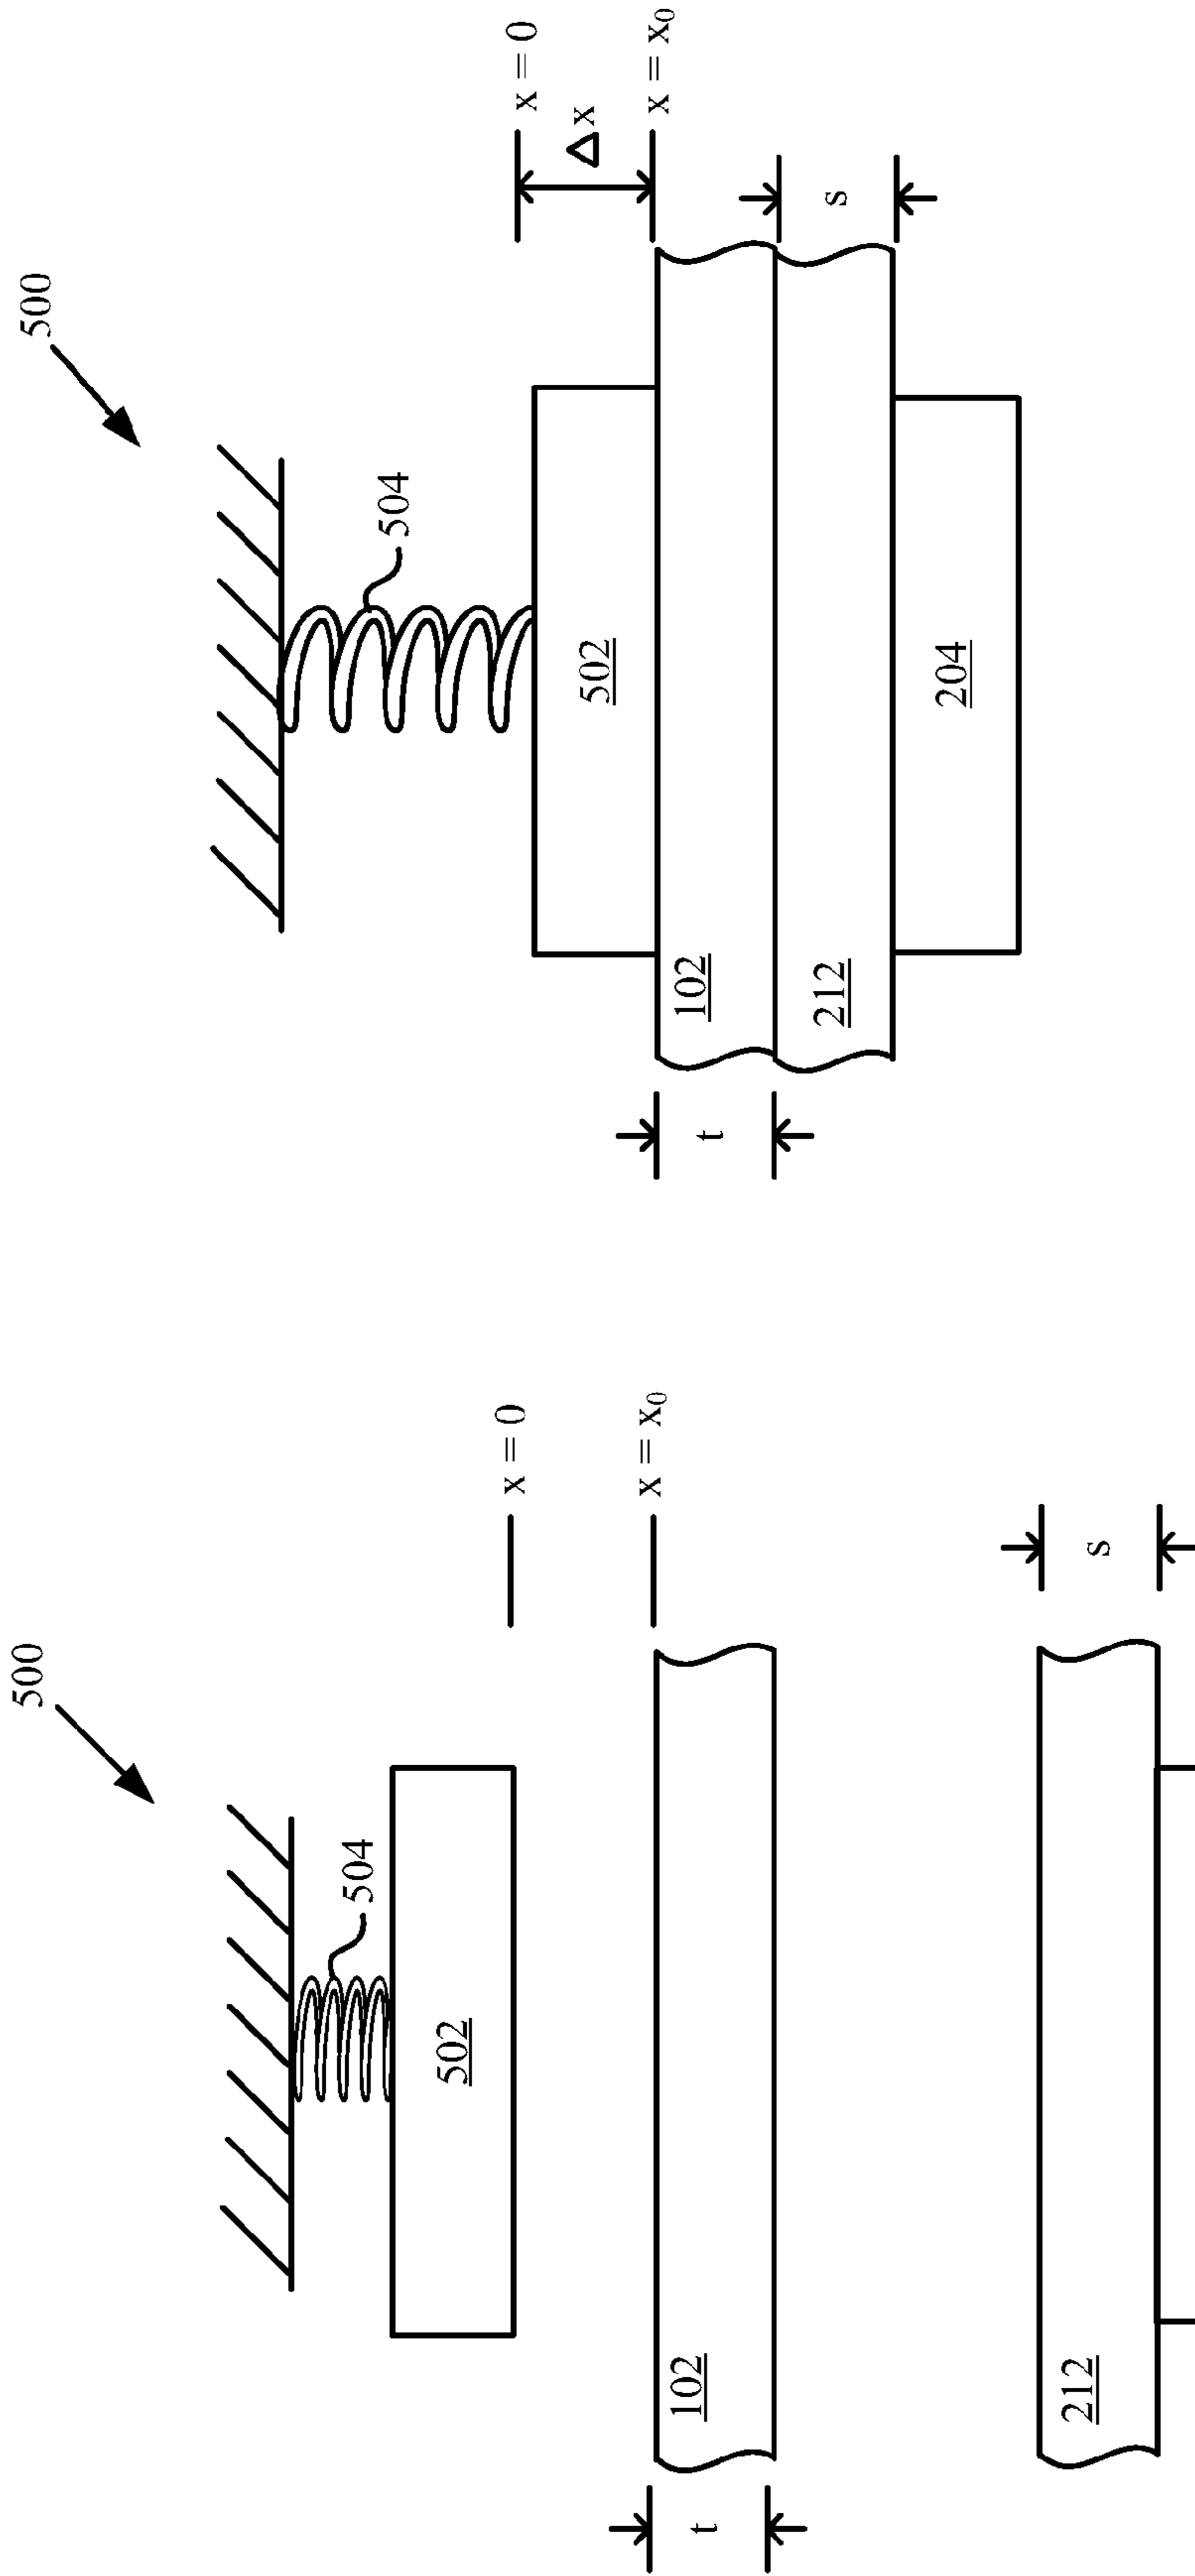 500
504
502
x = 0
x = x₀
102
t
212
s
500
504
502
x = 0
Δx
x = x₀
102
t
212
s
204